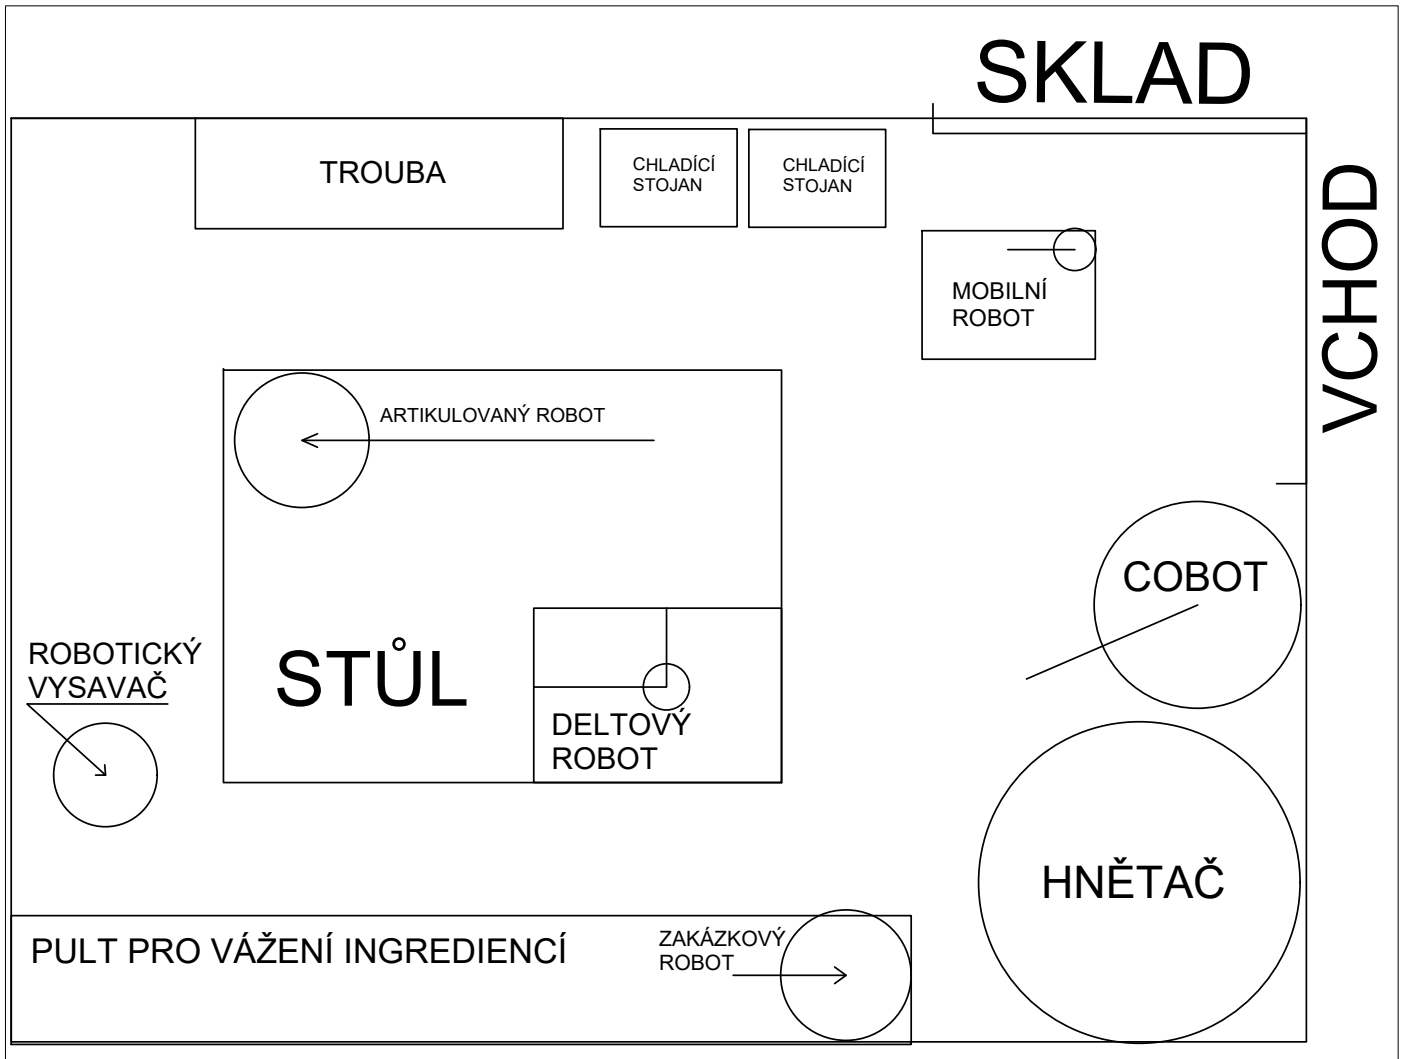 SKLAD
TROUBA
CHLADÍCÍ
STOJAN
CHLADÍCÍ
STOJAN
VCHOD
MOBILNÍ
ROBOT
ARTIKULOVANÝ ROBOT
COBOT
ROBOTICKÝ
VYSAVAČ
STŮL
DELTOVÝ
ROBOT
HNĚTAČ
PULT PRO VÁŽENÍ INGREDIENCÍ
ZAKÁZKOVÝ
ROBOT